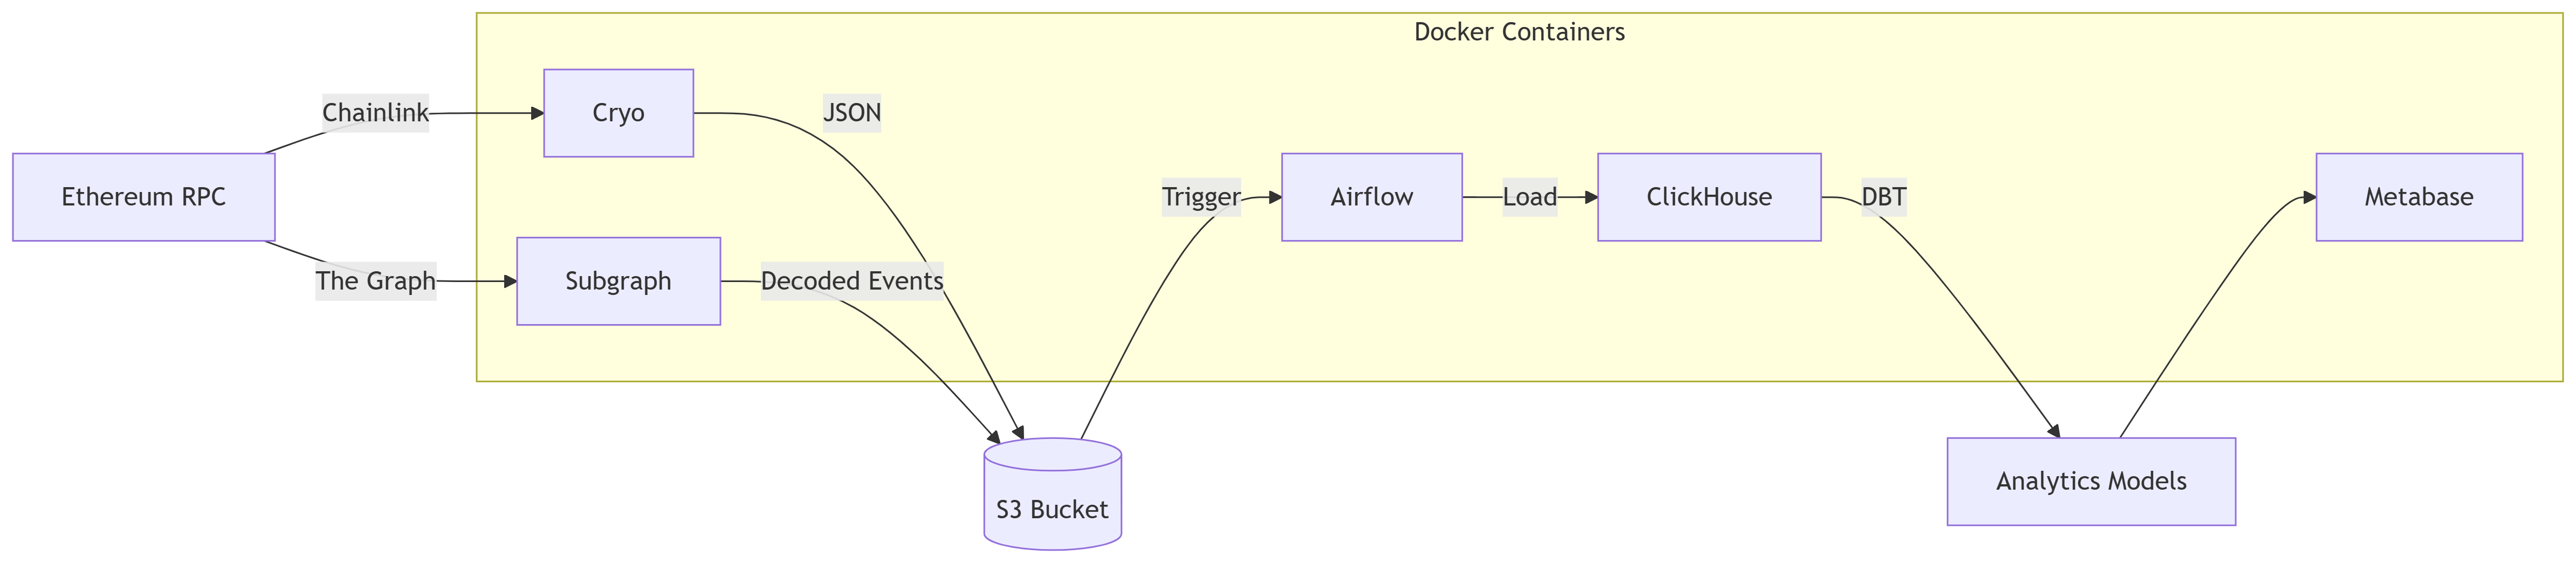 Docker Containers
Chainlink
Cryo
JSON
Ethereum RPC
Trigger
Airflow
Load
ClickHouse
DBT
Metabase
The Graph
Subgraph
Decoded Events
S3 Bucket
Analytics Models